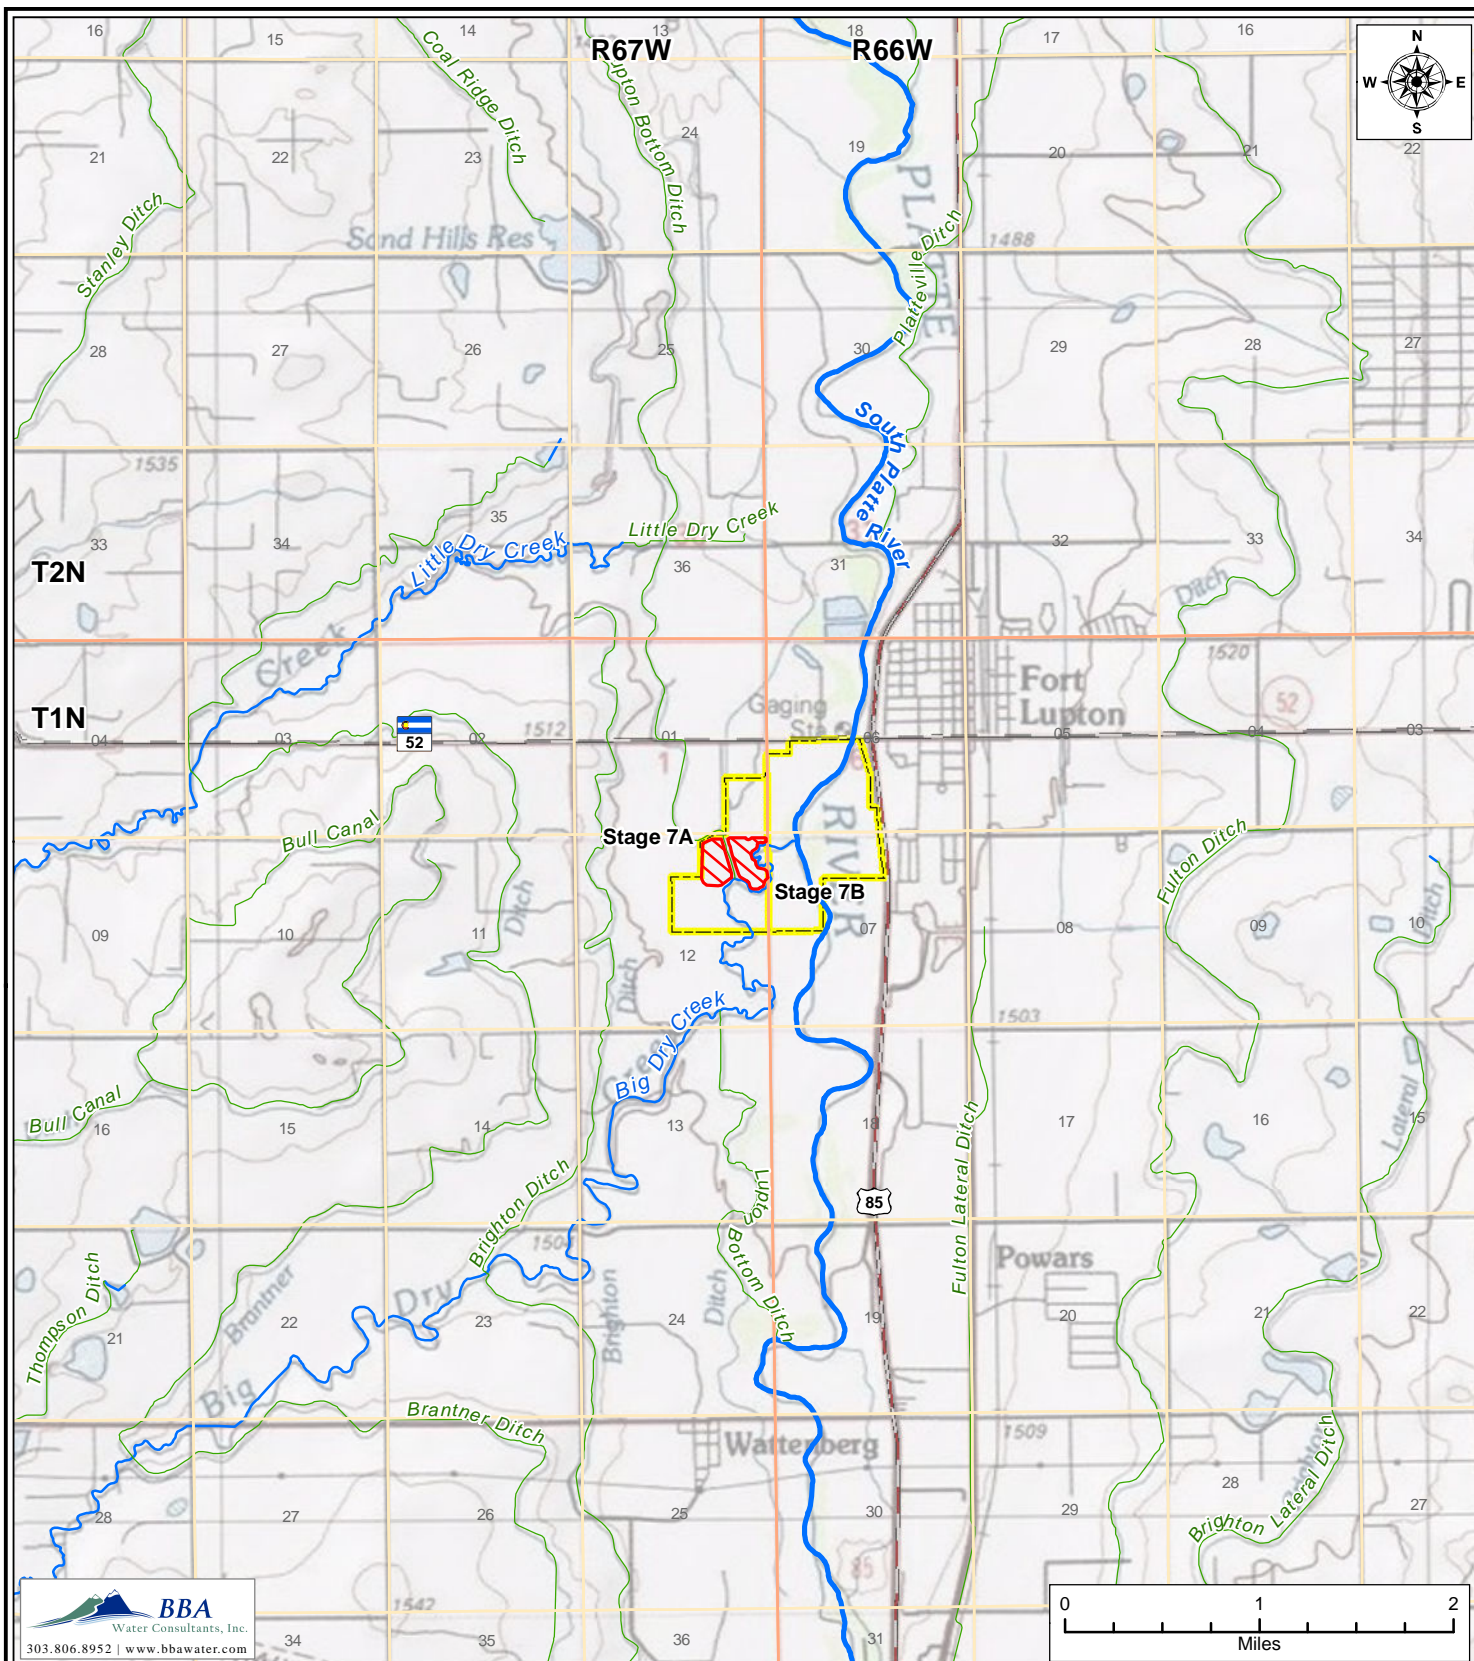 16
15
14
13
18
17
16
R67W
R66W
N
W
E
S
Coal Ridge Ditch
Lupton Bottom Ditch
21
22
23
24
19
20
21
22
PLATTE
Stanley Ditch
Sand Hills Res
Platteville Ditch
1488
28
27
26
25
30
29
28
27
South Platte River
1535
33
34
35
Little Dry Creek
Little Dry Creek
36
31
32
33
34
T2N
Ditch
Creek
1520
Fort
Lupton
52
T1N
Gaging
Sta
04
03
52
02
1512
01
06
05
04
03
1
Bull Canal
Stage 7A
RIVER
Stage 7B
Fulton Ditch
Ditch
Ditch
09
10
11
12
07
08
09
10
Ditch
Big Dry Creek
1503
Bull Canal
16
15
14
13
18
17
16
15
Lateral
Fulton Lateral Ditch
Brighton Ditch
Lupton Bottom Ditch
85
1504
Powars
Thompson Ditch
Brantner
Dry
Brighton
Ditch
21
22
23
24
19
20
21
22
Big
Brantner Ditch
Wattenberg
1509
28
27
26
25
30
29
28
27
Brighton Lateral Ditch
85
1542
34
35
36
31
BBA
Water Consultants, Inc.
303.806.8952 | www.bbawater.com
0 1 2
Miles